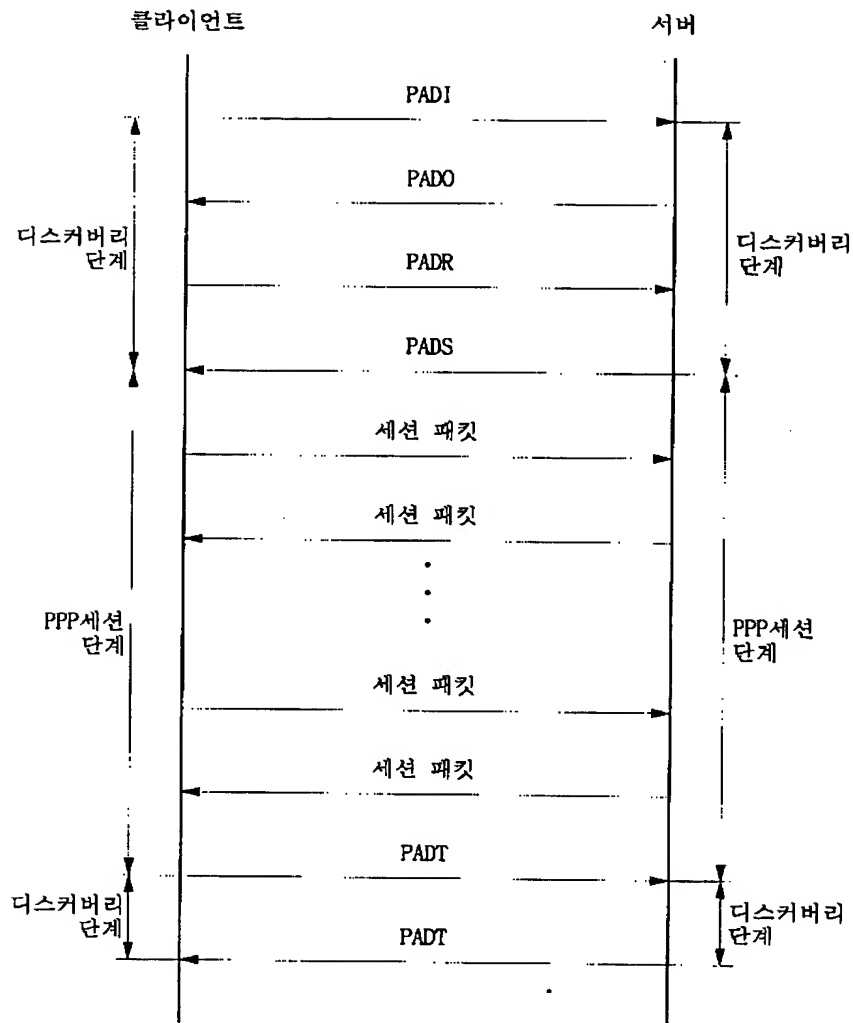 클라이언트
서버
PADI
PADO
디스커버리
단계
디스커버리
단계
PADR
PADS
세션 패킷
세션 패킷
PPP세션
단계
PPP세션
단계
세션 패킷
세션 패킷
PADT
디스커버리
단계
디스커버리
단계
PADT